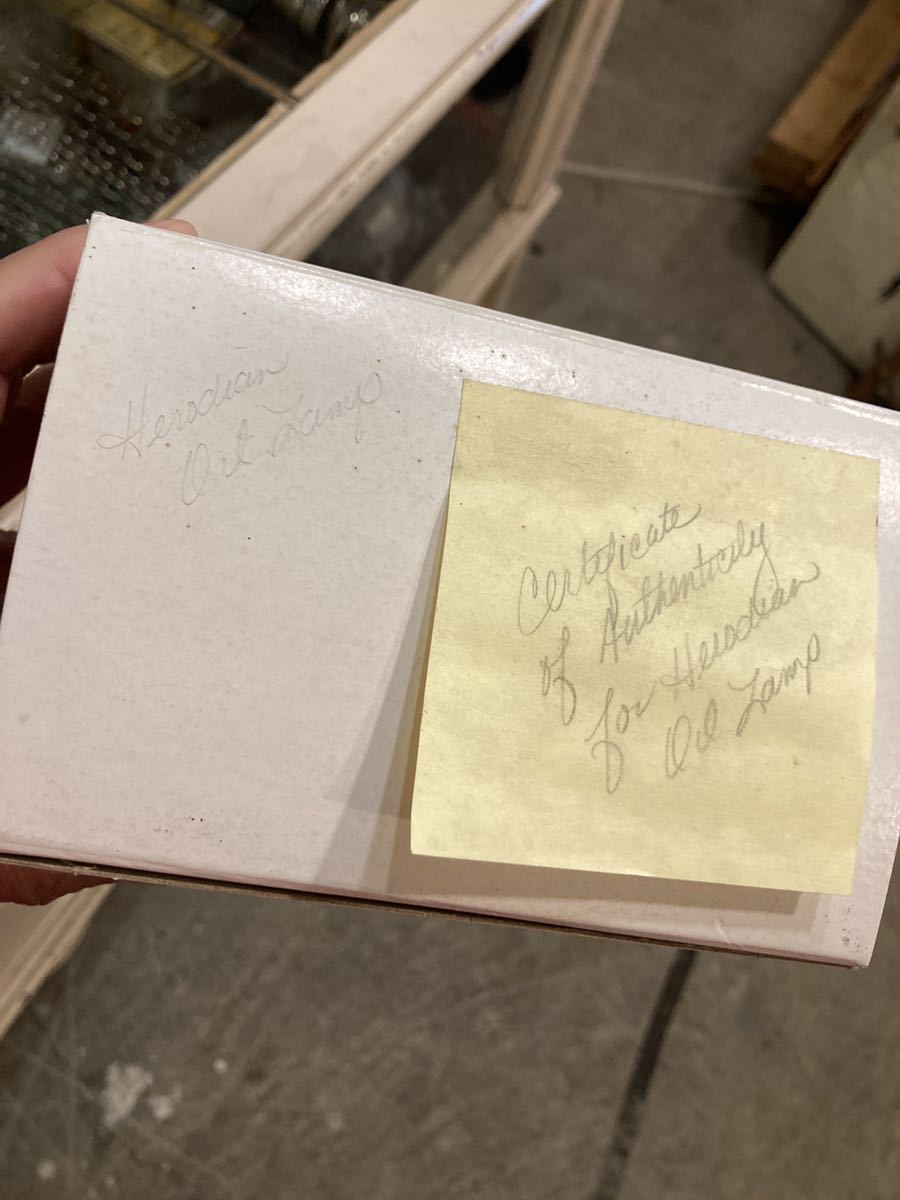 Herodian
Oil Lamp
Certificate
of Authenticity
for Herodian
Oil Lamp